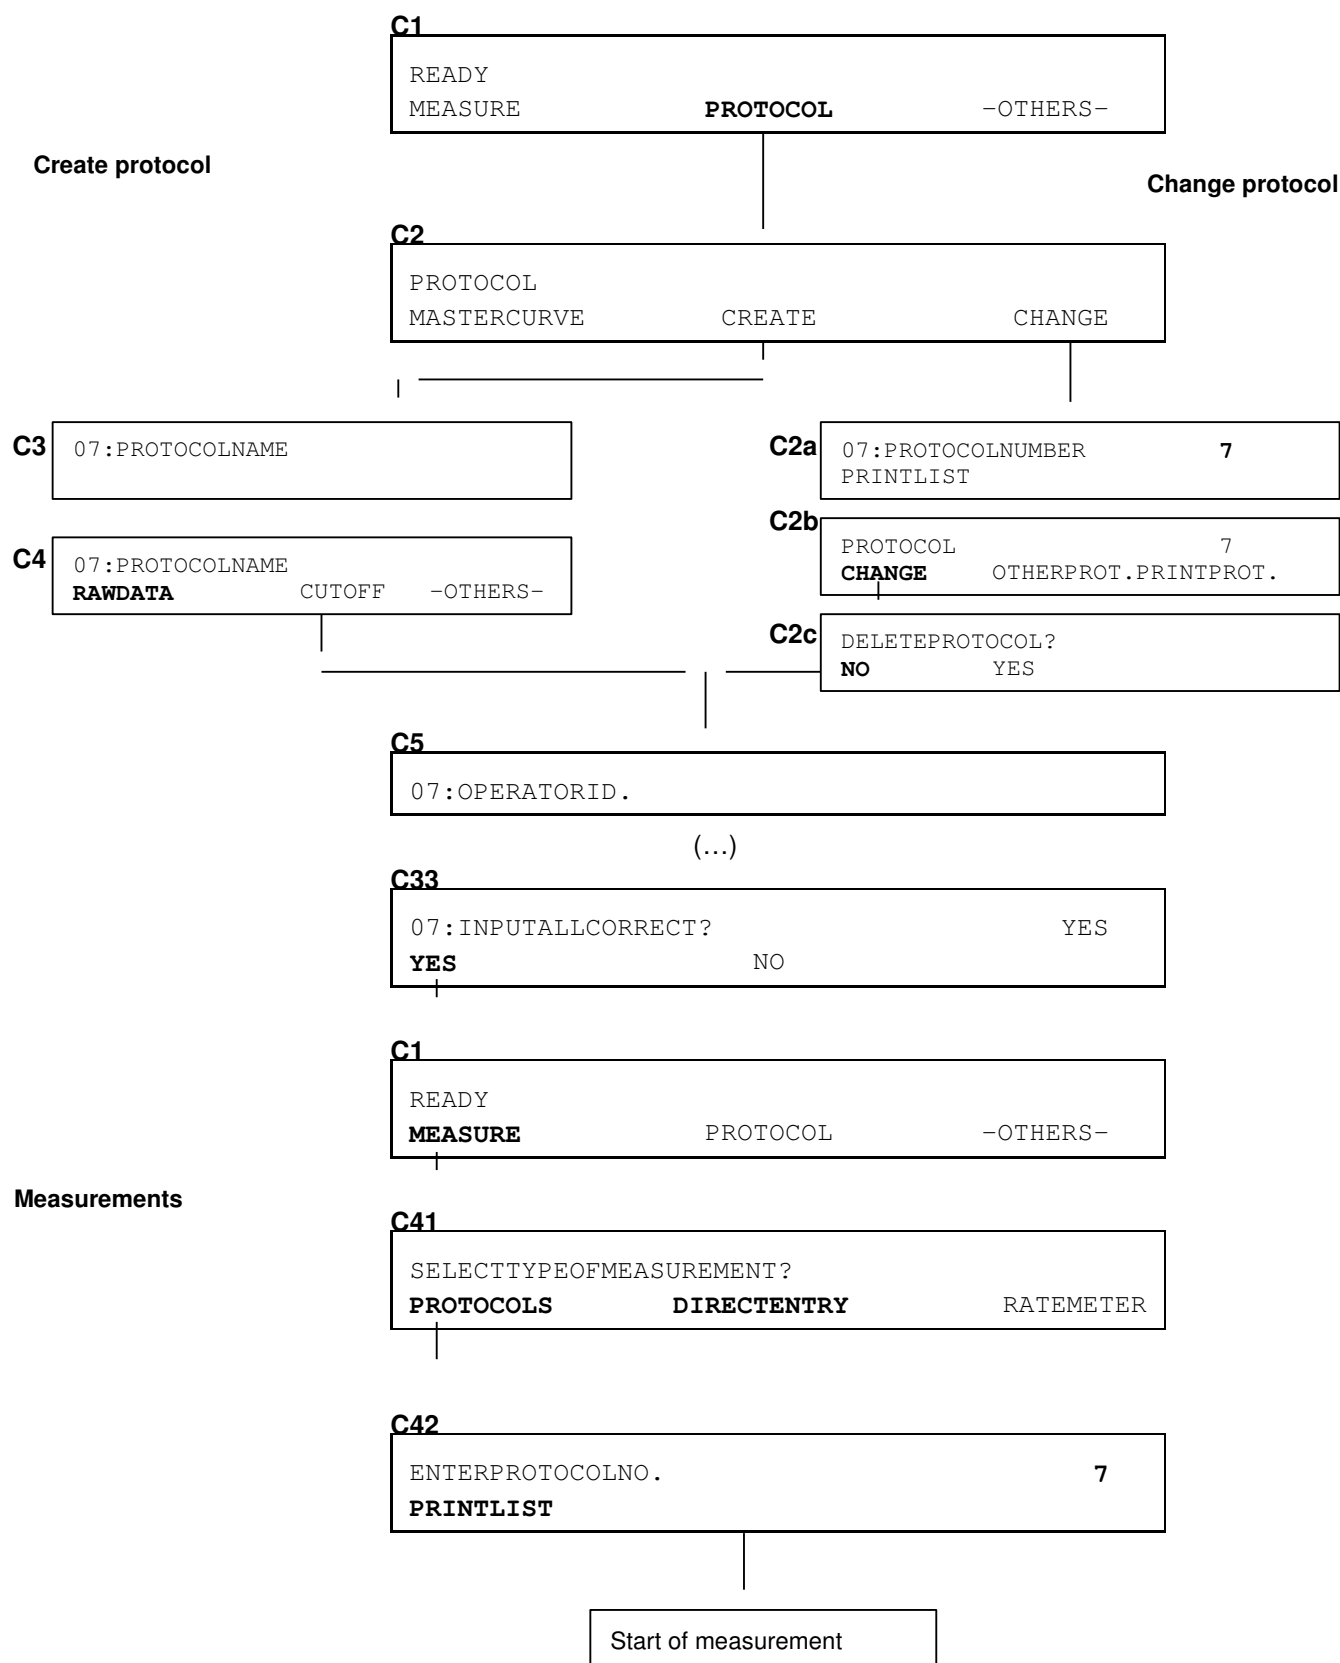 C1
READY
MEASURE PROTOCOL -OTHERS-
Create protocol
Change protocol
C2
PROTOCOL
MASTERCURVE CREATE CHANGE
C3
07:PROTOCOLNAME
C4
07:PROTOCOLNAME
RAWDATA CUTOFF -OTHERS-
C2a
07:PROTOCOLNUMBER 7
PRINTLIST
C2b
PROTOCOL 7
CHANGE OTHERPROT.PRINTPROT.
C2c
DELETEPROTOCOL?
NO YES
C5
07:OPERATORID.
(...)
C33
07:INPUTALLCORRECT? YES
YES NO
C1
READY
MEASURE PROTOCOL -OTHERS-
Measurements
C41
SELECTTYPEOFMEASUREMENT?
PROTOCOLS DIRECTENTRY RATEMETER
C42
ENTERPROTOCOLNO. 7
PRINTLIST
Start of measurement